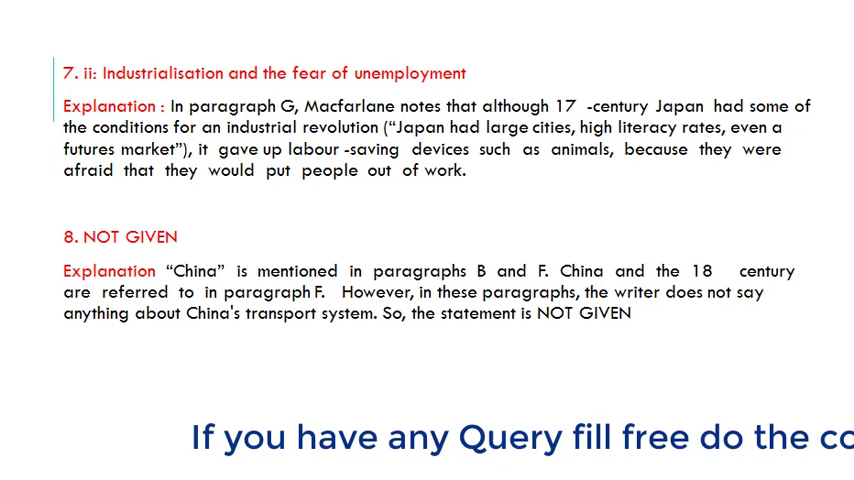 7. ii: Industrialisation and the fear of unemployment
Explanation : In paragraph G, Macfarlane notes that although 17 -century Japan had some of
the conditions for an industrial revolution (“Japan had large cities, high literacy rates, even a
futures market”), it gave up labour -saving devices such as animals, because they were
afraid that they would put people out of work.
8. NOT GIVEN
Explanation “China” is mentioned in paragraphs B and F. China and the 18 century
are referred to in paragraph F. However, in these paragraphs, the writer does not say
anything about China's transport system. So, the statement is NOT GIVEN
If you have any Query fill free do the co